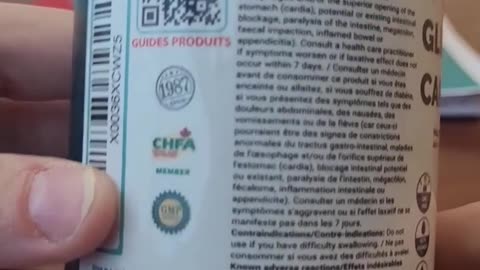 GUIDES PRODUITS
X0036XCWZ5
1987
CHFA
MEMBER
GMP
stomach (cardia), potential or existing intestinal
blockage, paralysis of the intestine, megacolon,
faecal impaction, inflamed bowel or
appendicitis). Consult a health care practitioner
if symptoms worsen or if laxative effect does not
occur within 7 days. / Consulter un médecin
avant de consommer ce produit si vous êtes
enceinte ou allaitez, si vous souffrez de diabète,
si vous présentez des symptômes tels que des
douleurs abdominales, des nausées, des
vomissements ou de la fièvre (car ceux-ci
pourraient être des signes de constrictions
anormales du tractus gastro-intestinal, maladies
de l'œsophage et/ou de l'orifice supérieur de
l'estomac (cardia), blocage intestinal potentiel
ou existant, paralysie de l'intestin, mégacôlon,
fécalome, inflammation intestinale ou
appendicite). Consulter un médecin si les
symptômes s'aggravent ou si l'effet laxatif ne se
manifeste pas dans les 7 jours.
Contraindications/Contre-indications: Do not
use if you have difficulty swallowing. / Ne pas
consommer si vous avez des difficultés à avaler.
Known adverse reactions/Effets indésirables
GL
CA